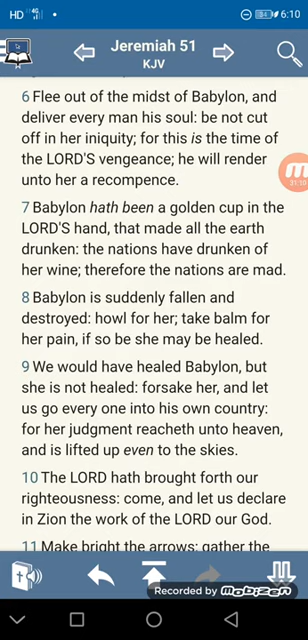 HD 4G 6:10
Jeremiah 51
KJV
6 Flee out of the midst of Babylon, and
deliver every man his soul: be not cut
off in her iniquity; for this is the time of
the LORD'S vengeance; he will render
unto her a recompence.
7 Babylon hath been a golden cup in the
LORD'S hand, that made all the earth
drunken: the nations have drunken of
her wine; therefore the nations are mad.
8 Babylon is suddenly fallen and
destroyed: howl for her; take balm for
her pain, if so be she may be healed.
9 We would have healed Babylon, but
she is not healed: forsake her, and let
us go every one into his own country:
for her judgment reacheth unto heaven,
and is lifted up even to the skies.
10 The LORD hath brought forth our
righteousness: come, and let us declare
in Zion the work of the LORD our God.
11 Make bright the arrows; gather the
Recorded by mobizen